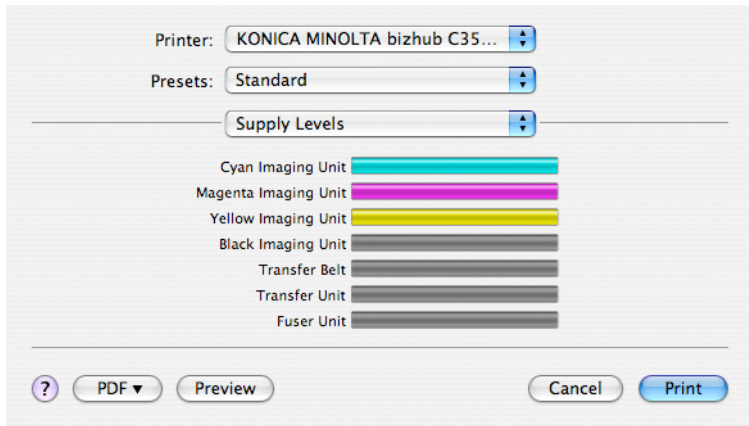 Printer: KONICA MINOLTA bizhub C35...
Presets: Standard
Supply Levels
Cyan Imaging Unit
Magenta Imaging Unit
Yellow Imaging Unit
Black Imaging Unit
Transfer Belt
Transfer Unit
Fuser Unit
? PDF ▼ Preview Cancel Print